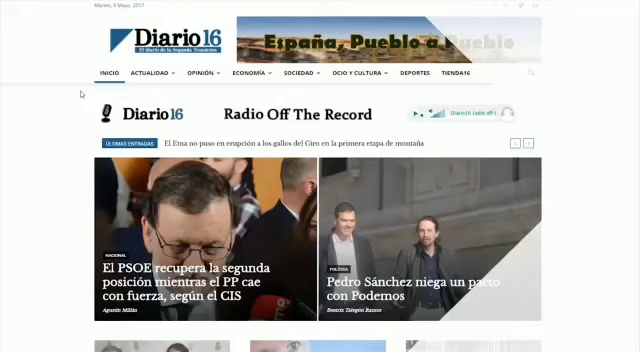 Martes, 9 Mayo, 2017
Diario16
El diario de la Segunda Transición
España, Pueblo a Pueblo
INICIO ACTUALIDAD OPINIÓN ECONOMÍA SOCIEDAD OCIO Y CULTURA DEPORTES TIENDA16
Diario16 Radio Off The Record Diario16 radio off t
ÚLTIMAS ENTRADAS El Etna no puso en erupción a los gallos del Giro en la primera etapa de montaña
NACIONAL
El PSOE recupera la segunda
posición mientras el PP cae
con fuerza, según el CIS
Agustín Millán
POLÍTICA
Pedro Sánchez niega un pacto
con Podemos
Beatriz Talegón Ramos